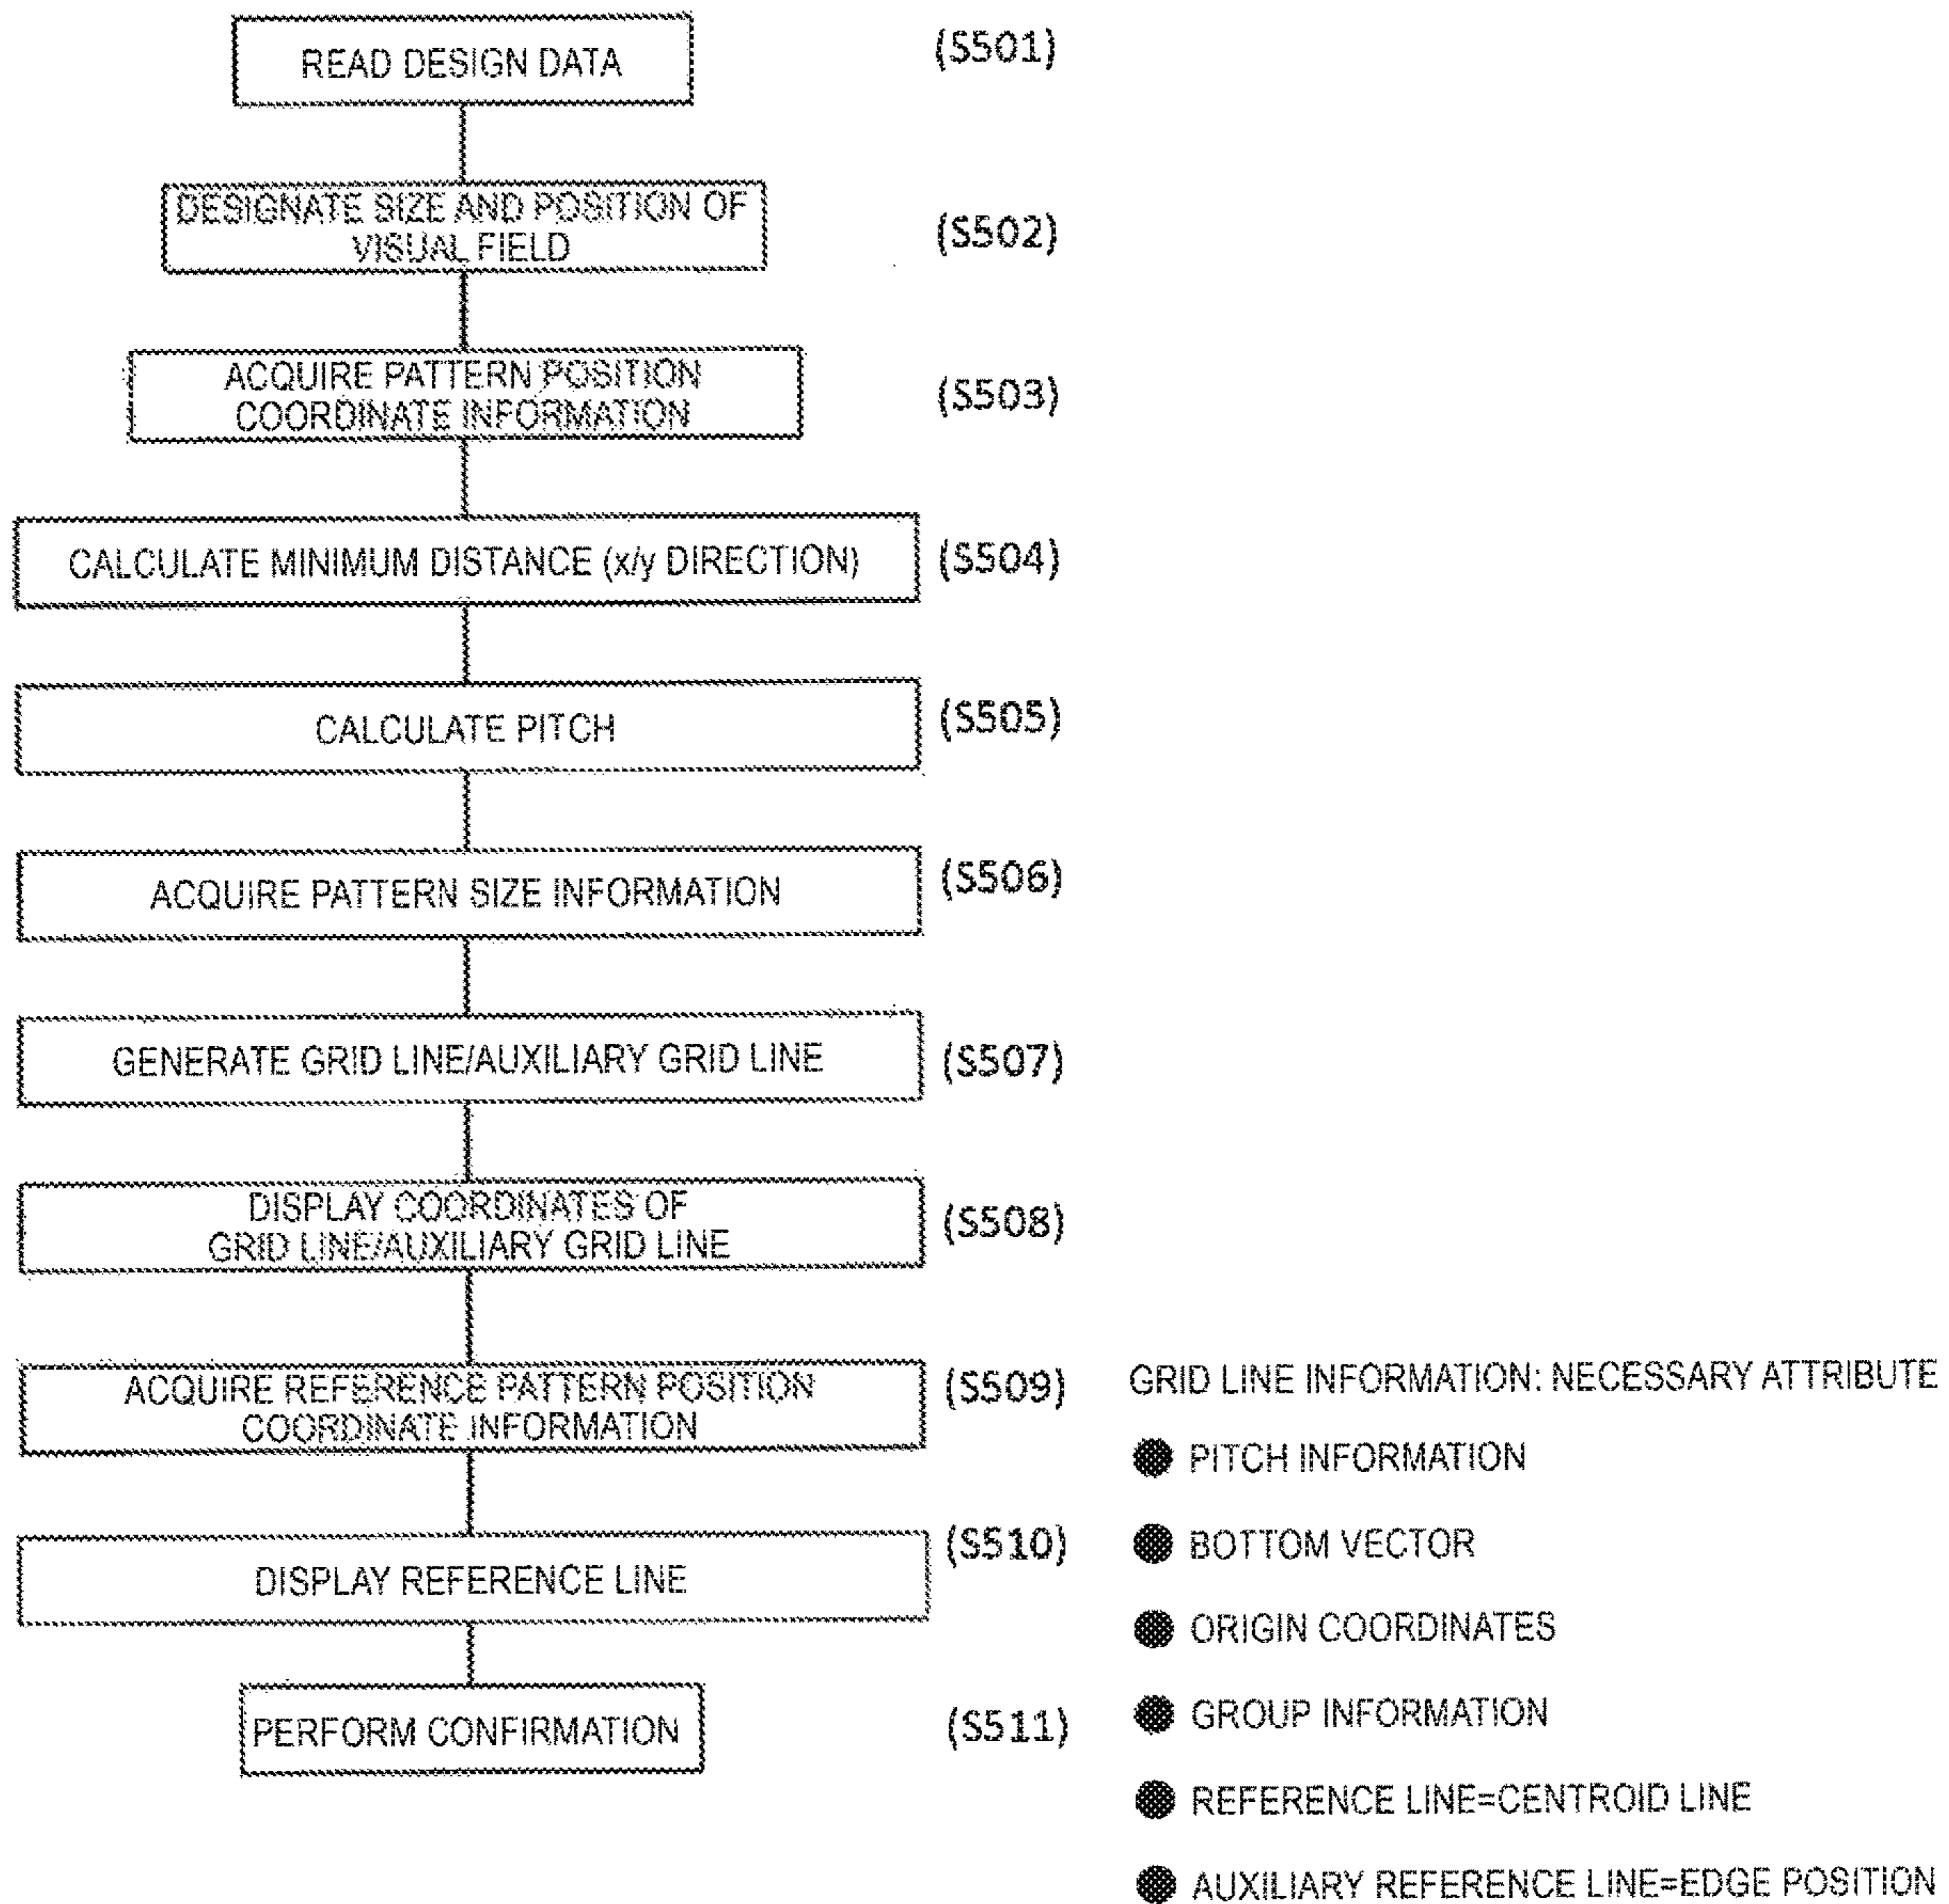 READ DESIGN DATA
(S501)
DESIGNATE SIZE AND POSITION OF
VISUAL FIELD
(S502)
ACQUIRE PATTERN POSITION
COORDINATE INFORMATION
(S503)
CALCULATE MINIMUM DISTANCE (x/y DIRECTION)
(S504)
CALCULATE PITCH
(S505)
ACQUIRE PATTERN SIZE INFORMATION
(S506)
GENERATE GRID LINE/AUXILIARY GRID LINE
(S507)
DISPLAY COORDINATES OF
GRID LINE/AUXILIARY GRID LINE
(S508)
ACQUIRE REFERENCE PATTERN POSITION
COORDINATE INFORMATION
(S509)
DISPLAY REFERENCE LINE
(S510)
PERFORM CONFIRMATION
(S511)
GRID LINE INFORMATION: NECESSARY ATTRIBUTE
● PITCH INFORMATION
● BOTTOM VECTOR
● ORIGIN COORDINATES
● GROUP INFORMATION
● REFERENCE LINE=CENTROID LINE
● AUXILIARY REFERENCE LINE=EDGE POSITION